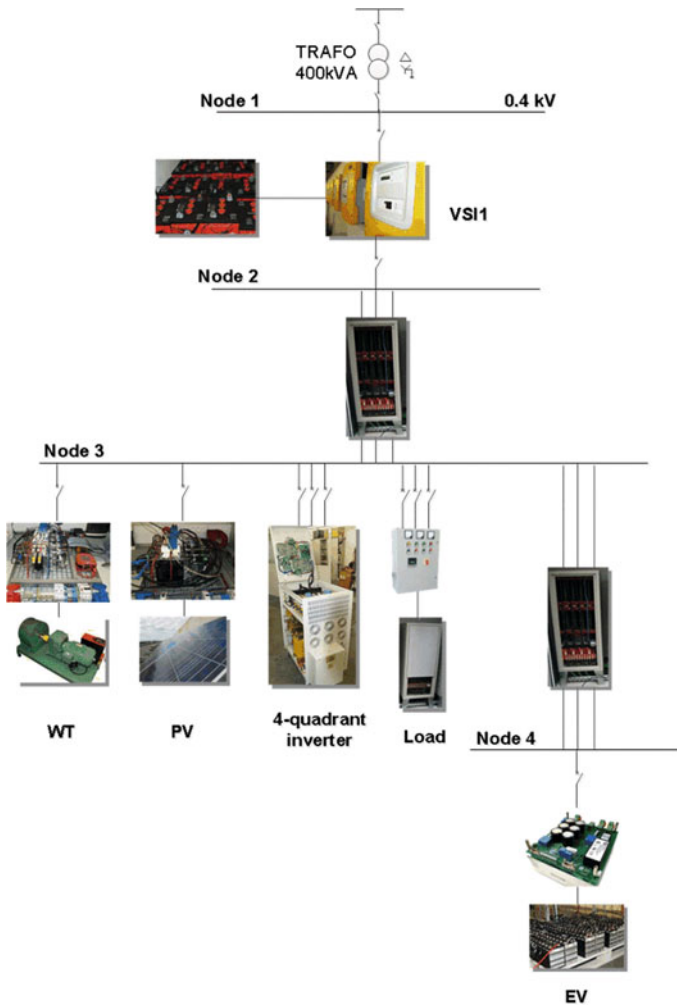 TRAFO
400kVA
Δ
Y1
Node 1
0.4 kV
VSI1
Node 2
Node 3
WT
PV
4-quadrant
inverter
Load
Node 4
EV